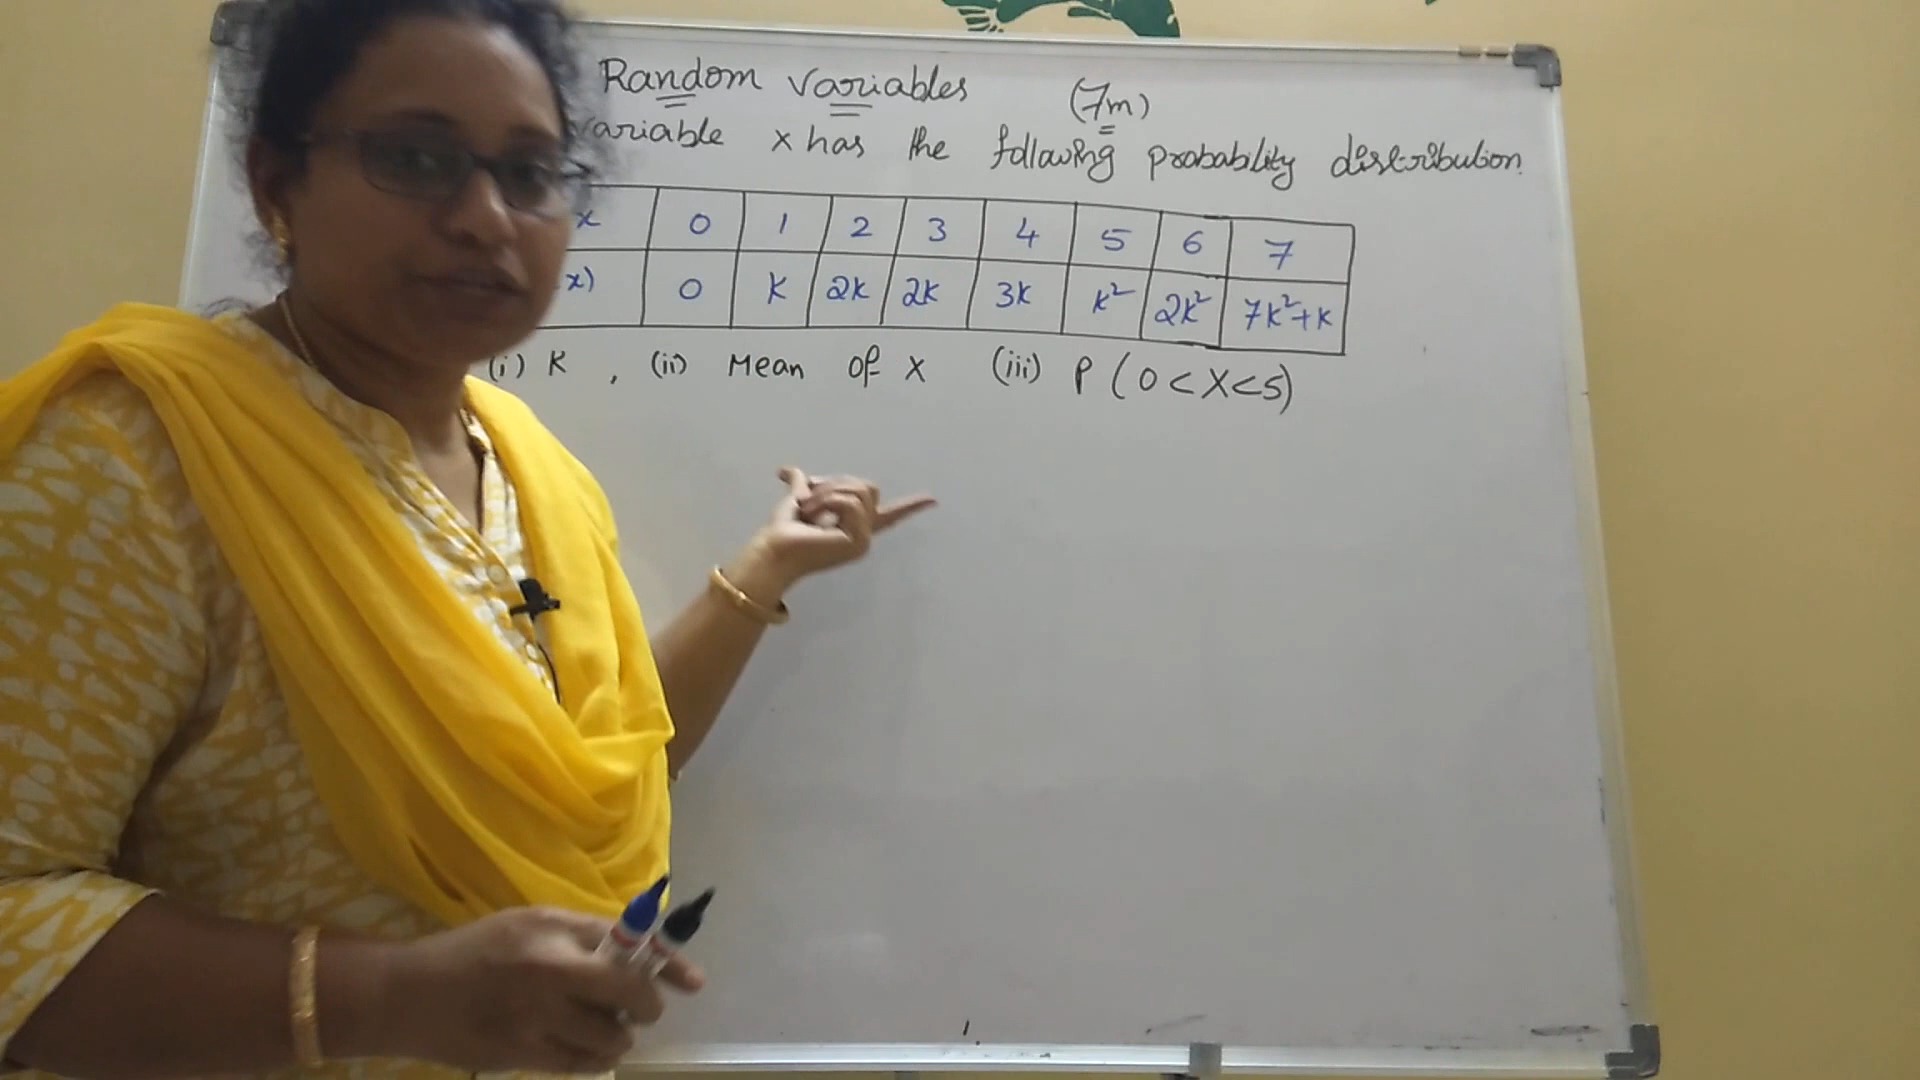 Random variables (7m)
variable x has the following probability distribution
x 0 1 2 3 4 5 6 7
x) 0 K 2K 2K 3K K² 2K² 7K²+K
(i) K , (ii) Mean of X (iii) P(0<X<5)